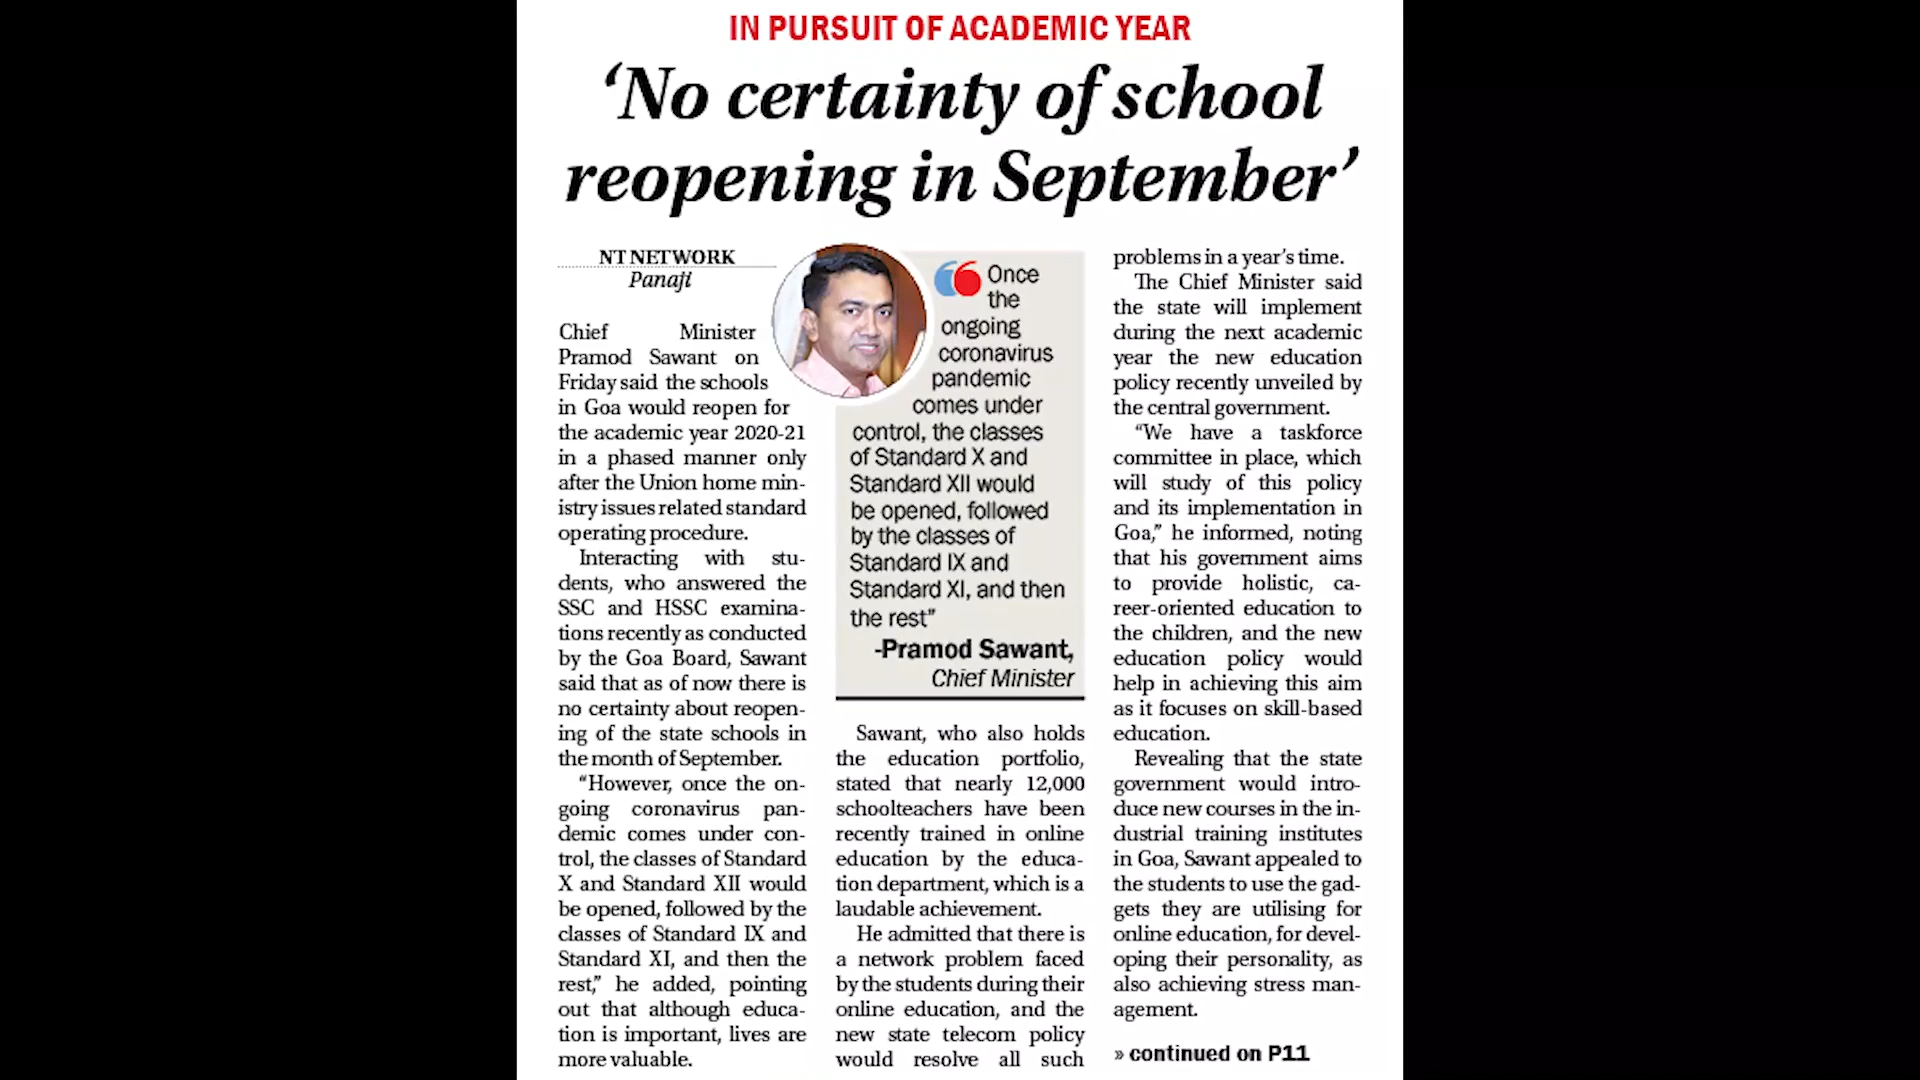 IN PURSUIT OF ACADEMIC YEAR
‘No certainty of school
reopening in September’
NT NETWORK
Panaji
Chief Minister
Pramod Sawant on
Friday said the schools
in Goa would reopen for
the academic year 2020-21
in a phased manner only
after the Union home min-
istry issues related standard
operating procedure.
Interacting with stu-
dents, who answered the
SSC and HSSC examina-
tions recently as conducted
by the Goa Board, Sawant
said that as of now there is
no certainty about reopen-
ing of the state schools in
the month of September.
“However, once the on-
going coronavirus pan-
demic comes under con-
trol, the classes of Standard
X and Standard XII would
be opened, followed by the
classes of Standard IX and
Standard XI, and then the
rest,” he added, pointing
out that although educa-
tion is important, lives are
more valuable.
“Once
the
ongoing
coronavirus
pandemic
comes under
control, the classes
of Standard X and
Standard XII would
be opened, followed
by the classes of
Standard IX and
Standard XI, and then
the rest”
-Pramod Sawant,
Chief Minister
Sawant, who also holds
the education portfolio,
stated that nearly 12,000
schoolteachers have been
recently trained in online
education by the educa-
tion department, which is a
laudable achievement.
He admitted that there is
a network problem faced
by the students during their
online education, and the
new state telecom policy
would resolve all such
problems in a year’s time.
The Chief Minister said
the state will implement
during the next academic
year the new education
policy recently unveiled by
the central government.
“We have a taskforce
committee in place, which
will study of this policy
and its implementation in
Goa,” he informed, noting
that his government aims
to provide holistic, ca-
reer-oriented education to
the children, and the new
education policy would
help in achieving this aim
as it focuses on skill-based
education.
Revealing that the state
government would intro-
duce new courses in the in-
dustrial training institutes
in Goa, Sawant appealed to
the students to use the gad-
gets they are utilising for
online education, for devel-
oping their personality, as
also achieving stress man-
agement.
» continued on P11